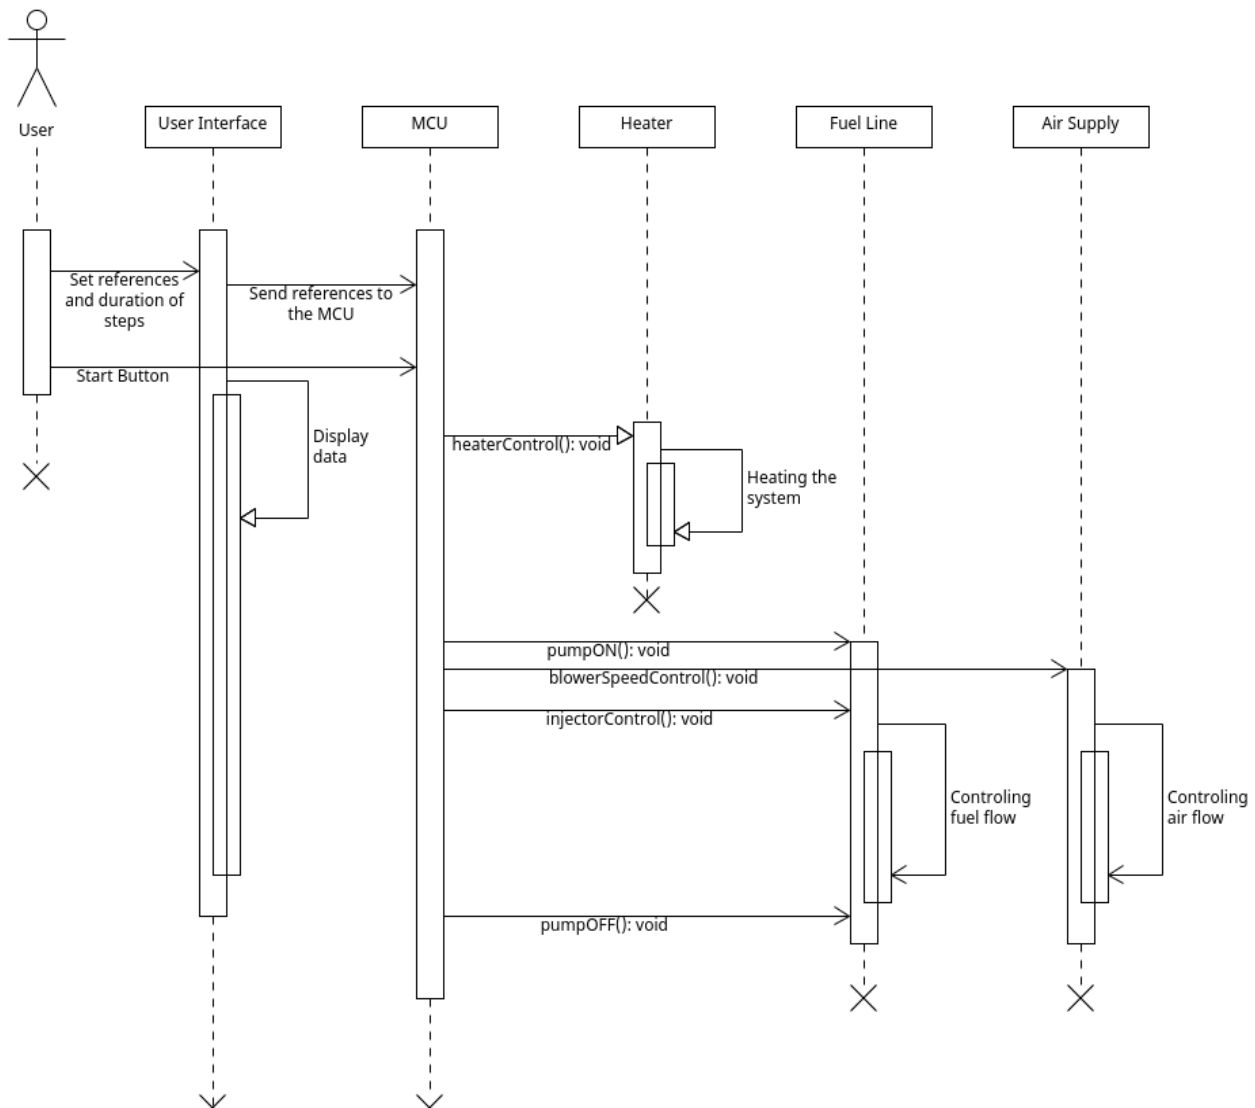 User
User Interface
MCU
Heater
Fuel Line
Air Supply
Set references
and duration of
steps
Send references to
the MCU
Start Button
Display
data
heaterControl(): void
Heating the
system
pumpON(): void
blowerSpeedControl(): void
injectorControl(): void
Controling
fuel flow
Controling
air flow
pumpOFF(): void